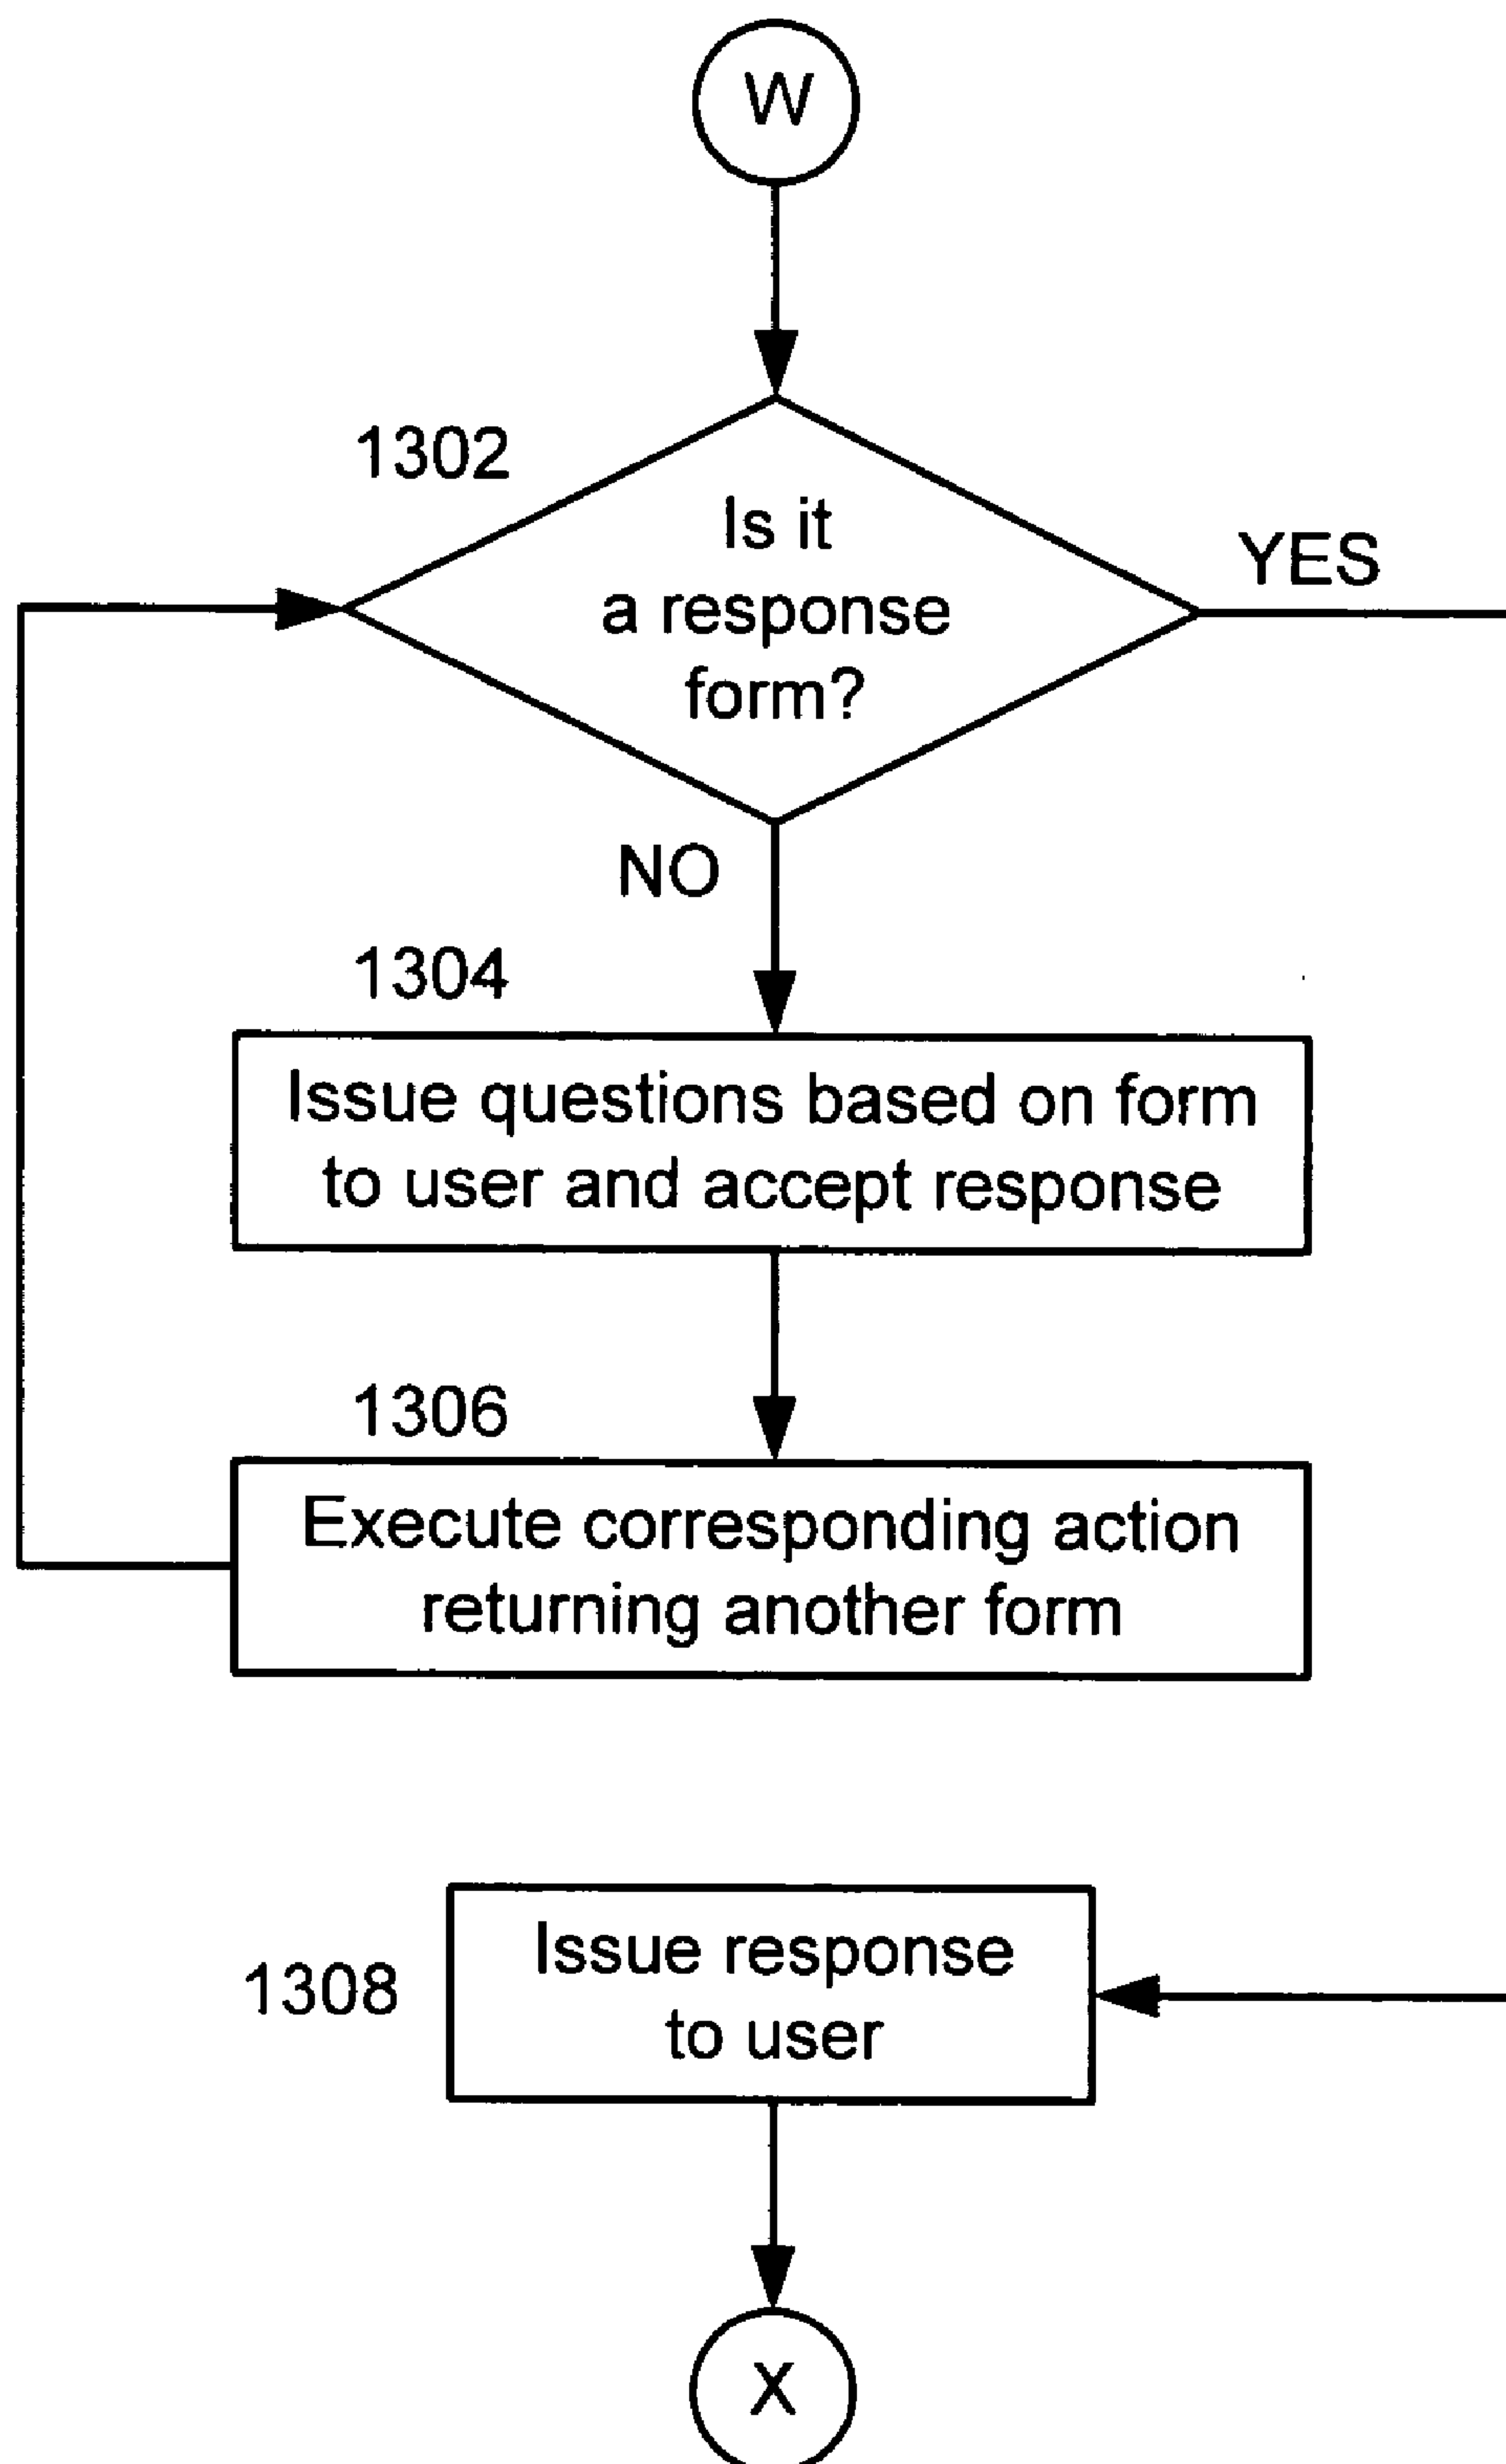 W
1302
Is it
a response
form?
YES
NO
1304
Issue questions based on form
to user and accept response
1306
Execute corresponding action
returning another form
1308
Issue response
to user
X